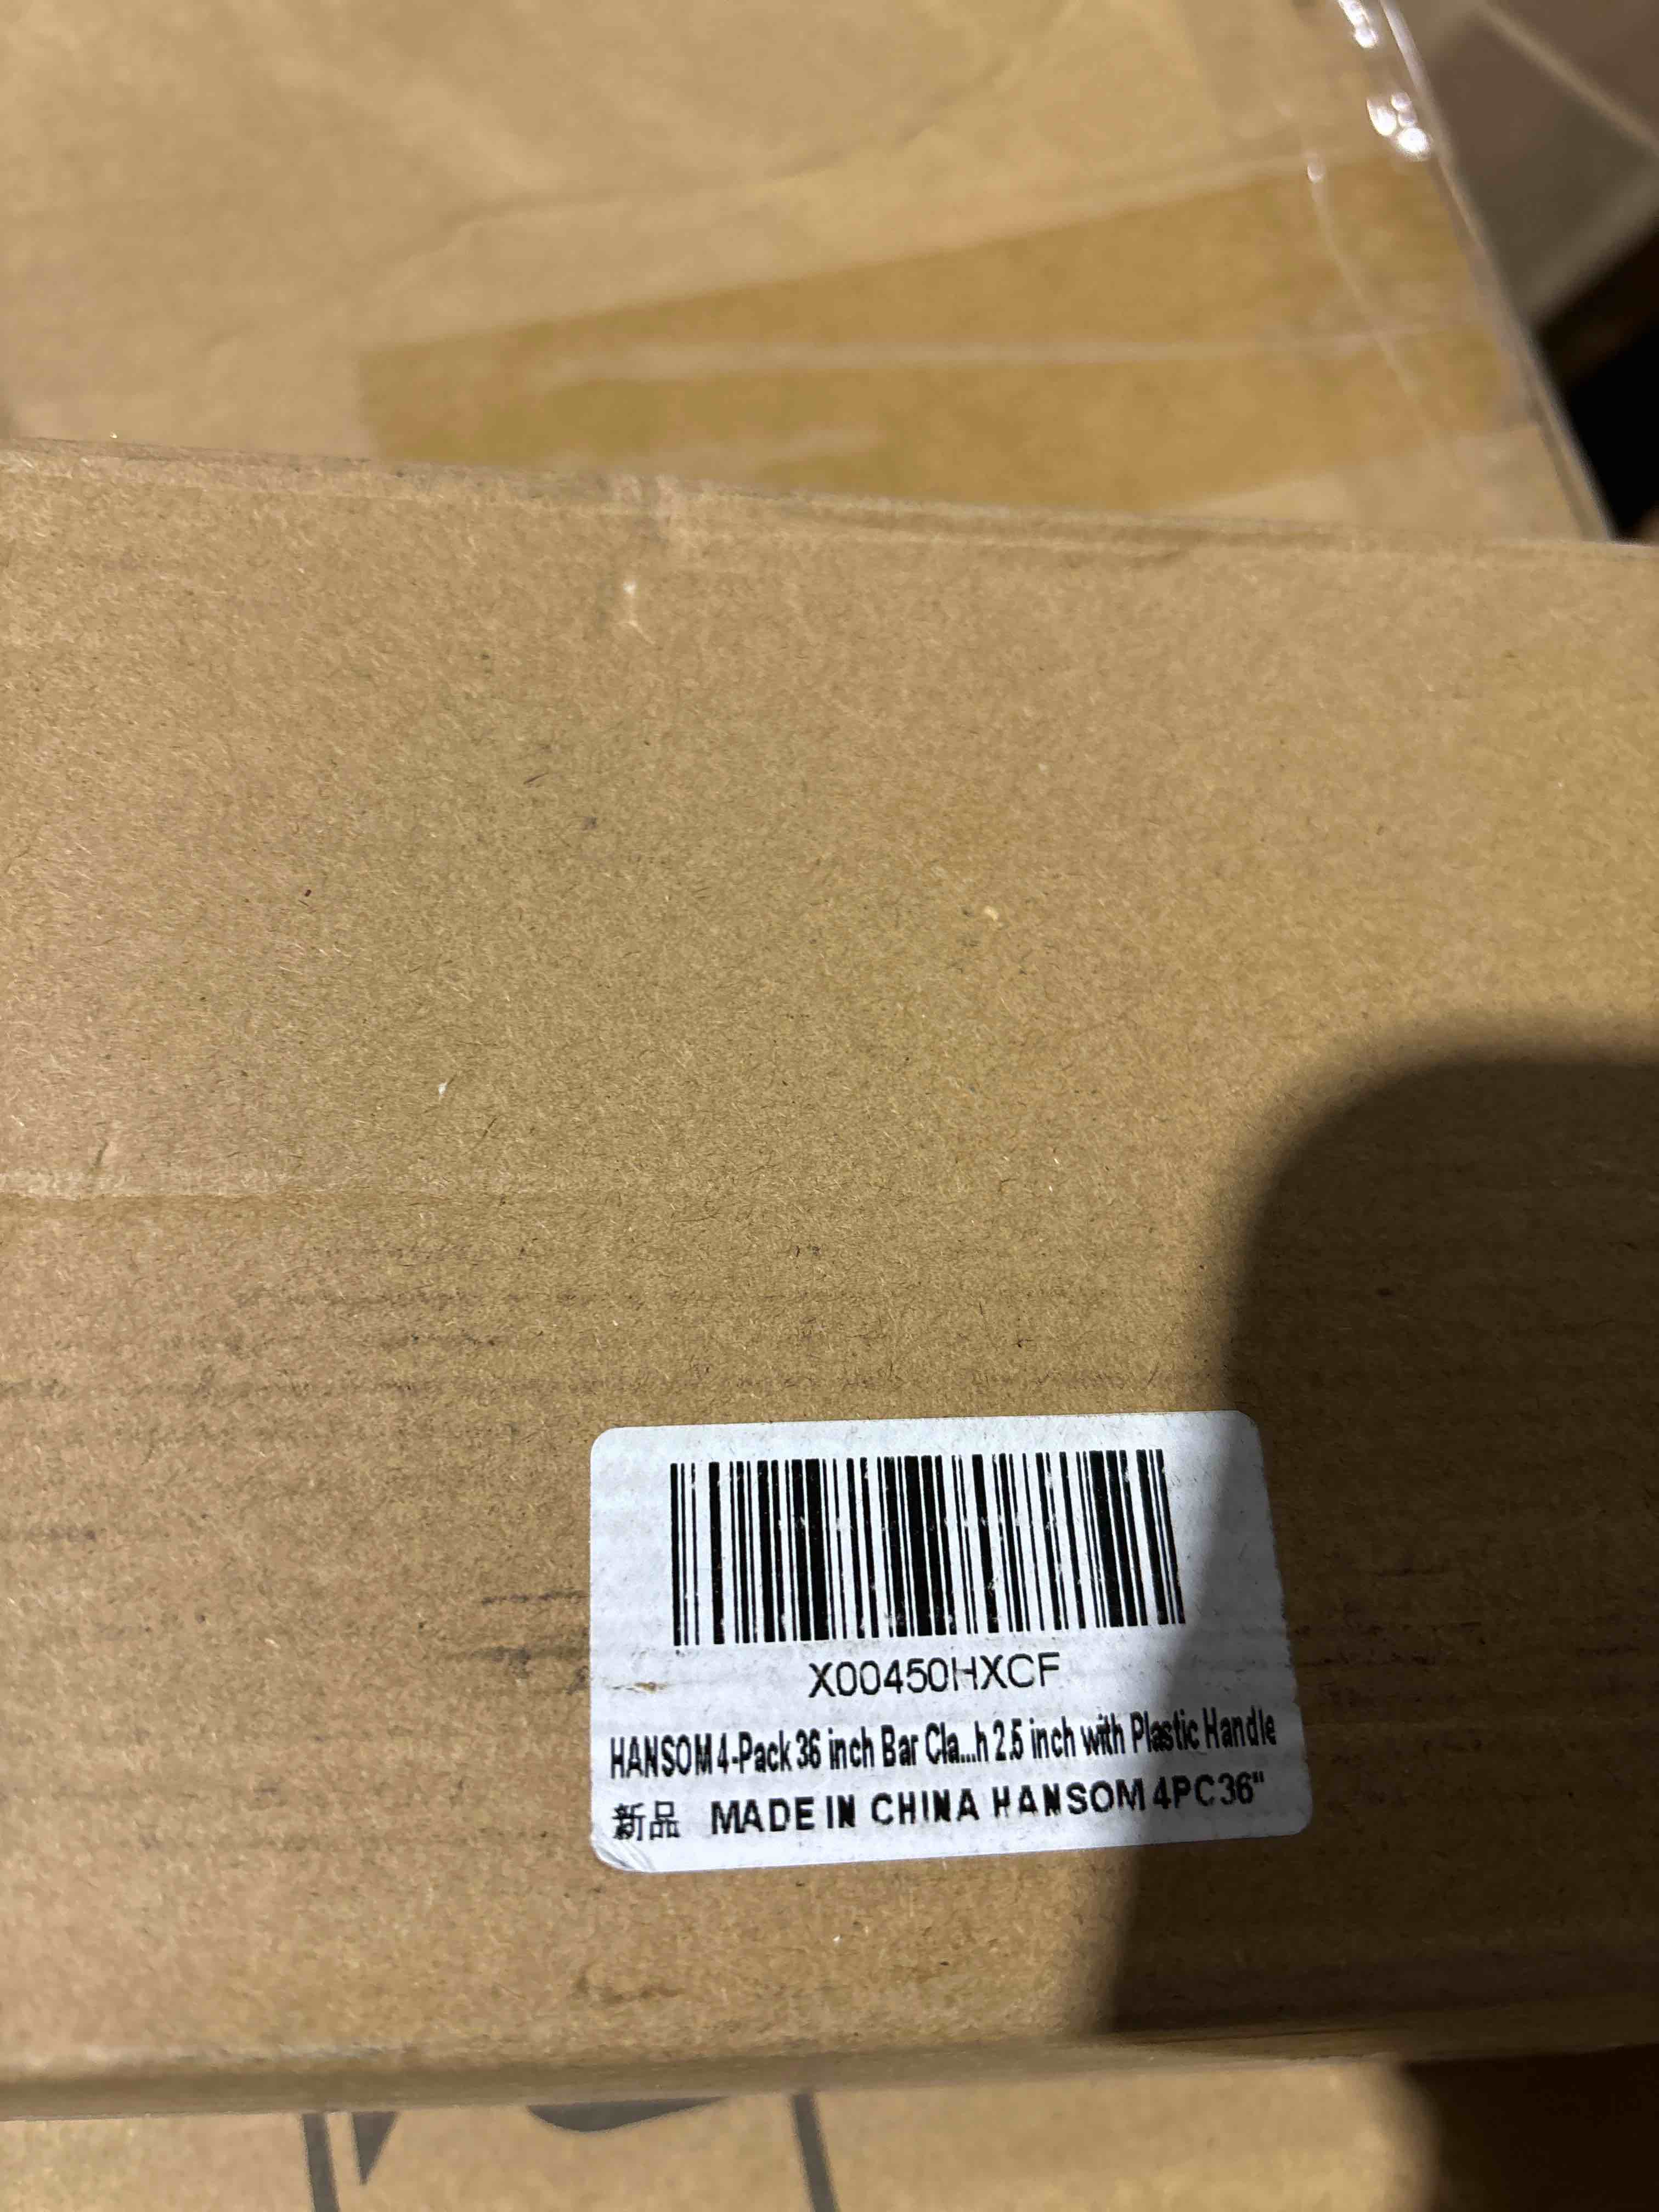 X00450HXCF
HANSOM 4-Pack 36 inch Bar Cla...h 2.5 inch with Plastic Handle
新品 MADE IN CHINA HANSOM 4PC36"